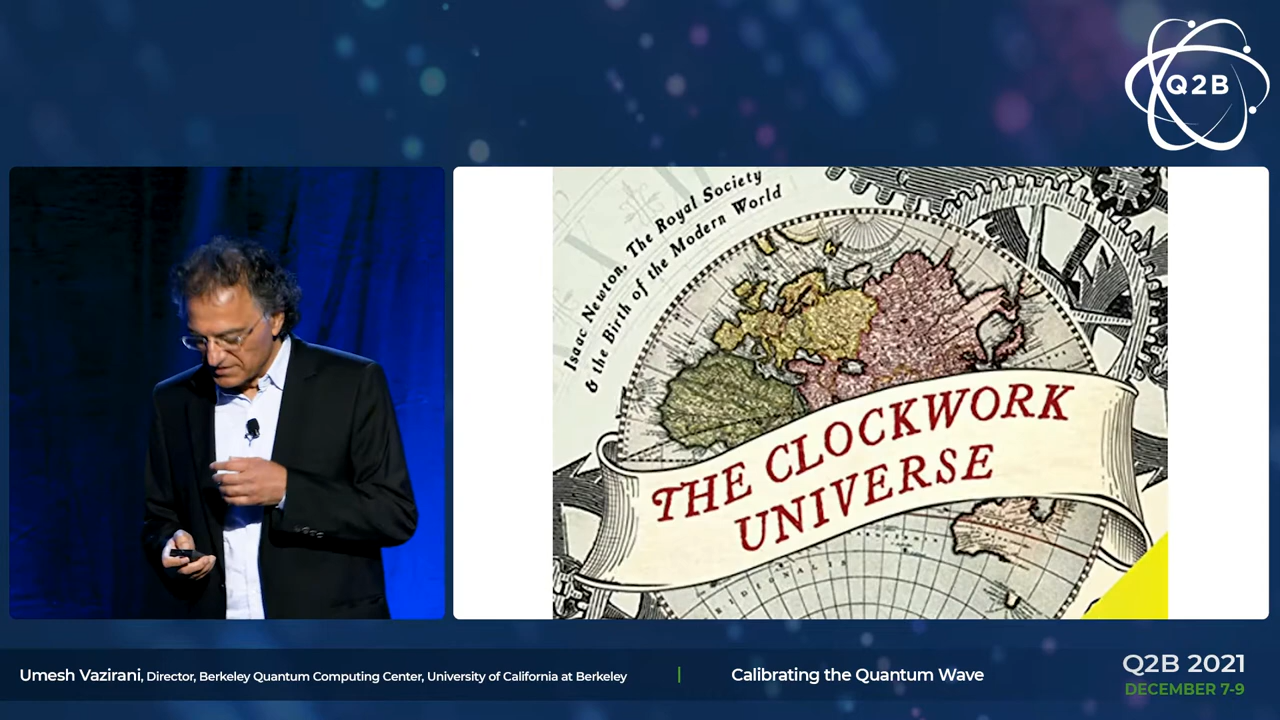 Q2B
Isaac Newton, The Royal Society
& the Birth of the Modern World
THE CLOCKWORK
UNIVERSE
Umesh Vazirani, Director, Berkeley Quantum Computing Center, University of California at Berkeley
Calibrating the Quantum Wave
Q2B 2021
DECEMBER 7-9